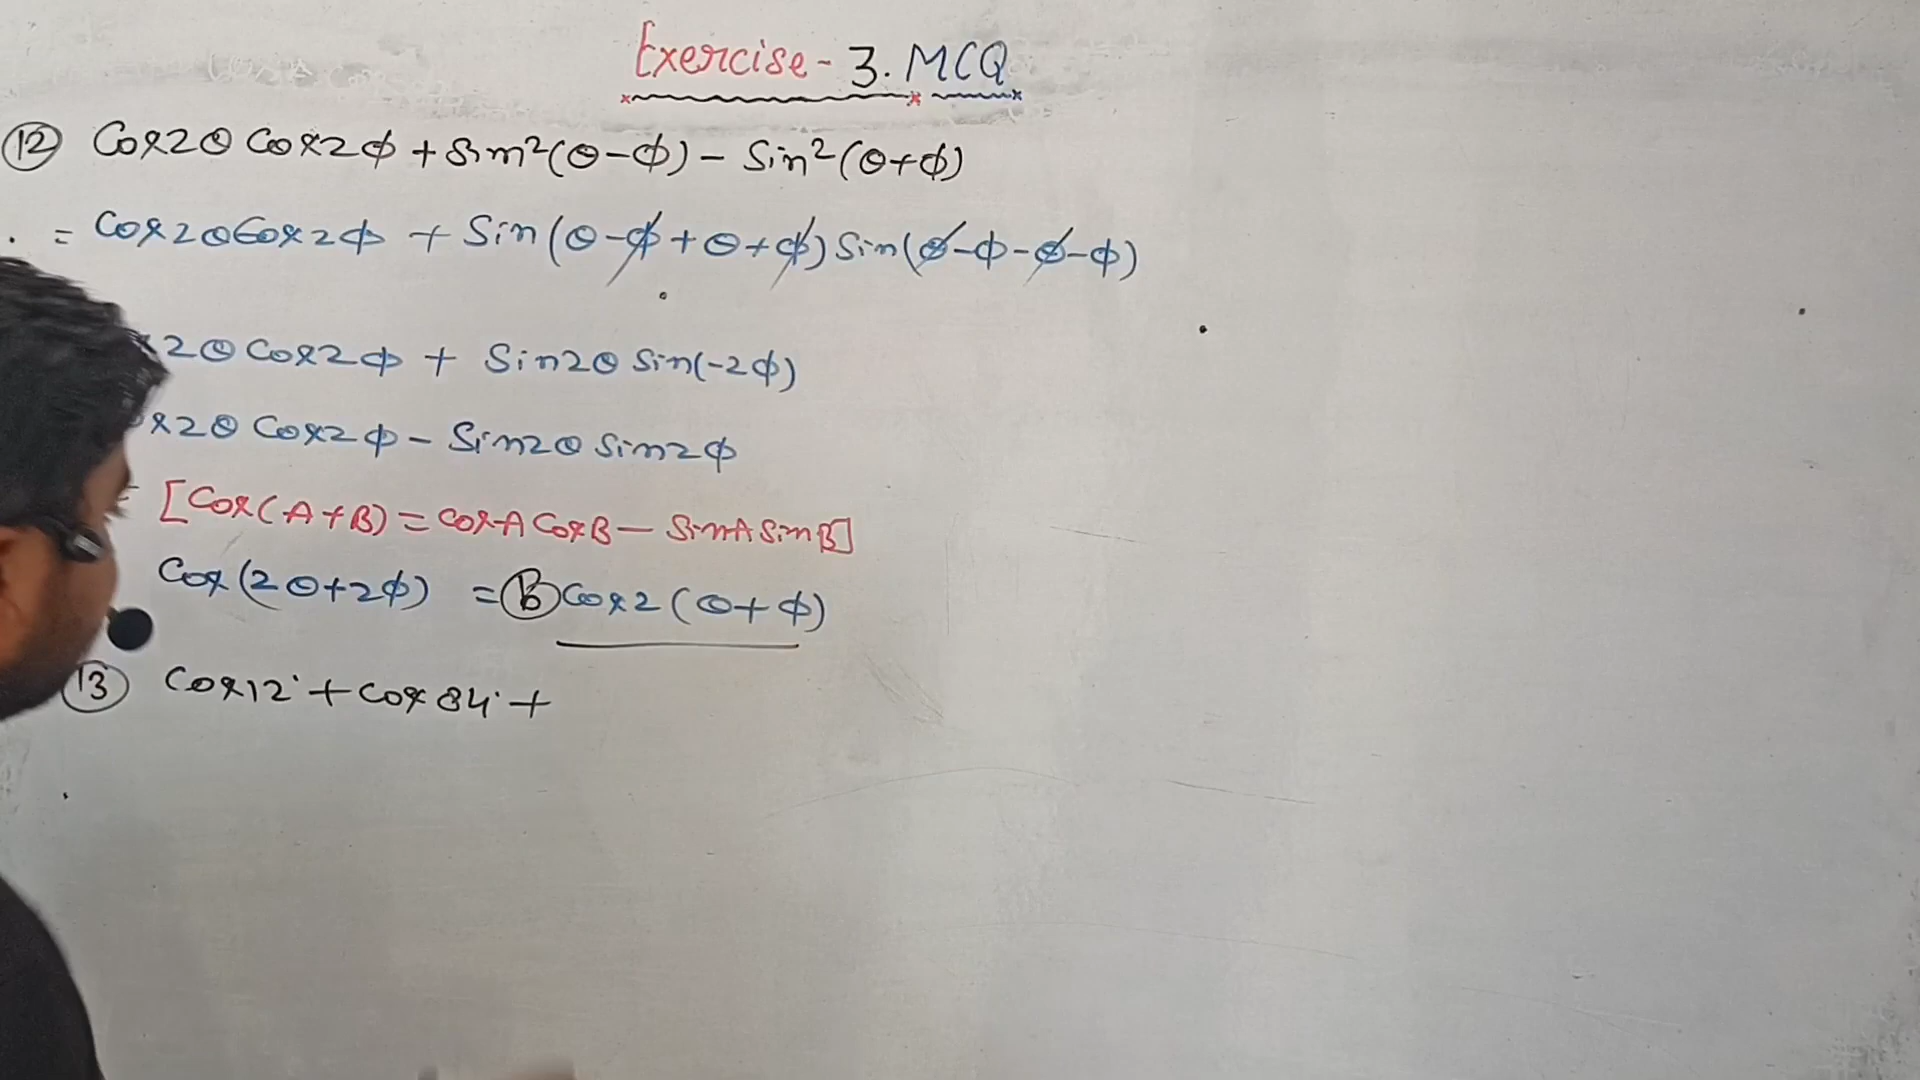 Exercise - 3. MCQ
12 Cos2θ Cos2ϕ + Sin²(θ-ϕ) - Sin²(θ+ϕ)
= Cos2θ Cos2ϕ + Sin(θ-ϕ+θ+ϕ) Sin(θ-ϕ-θ-ϕ)
2θ Cos2ϕ + Sin2θ Sin(-2ϕ)
s2θ Cos2ϕ - Sin2θ Sin2ϕ
= [Cos(A+B) = CosA CosB - SinA SinB]
Cos(2θ+2ϕ) = B Cos2(θ+ϕ)
13 Cos12° + Cos84° +